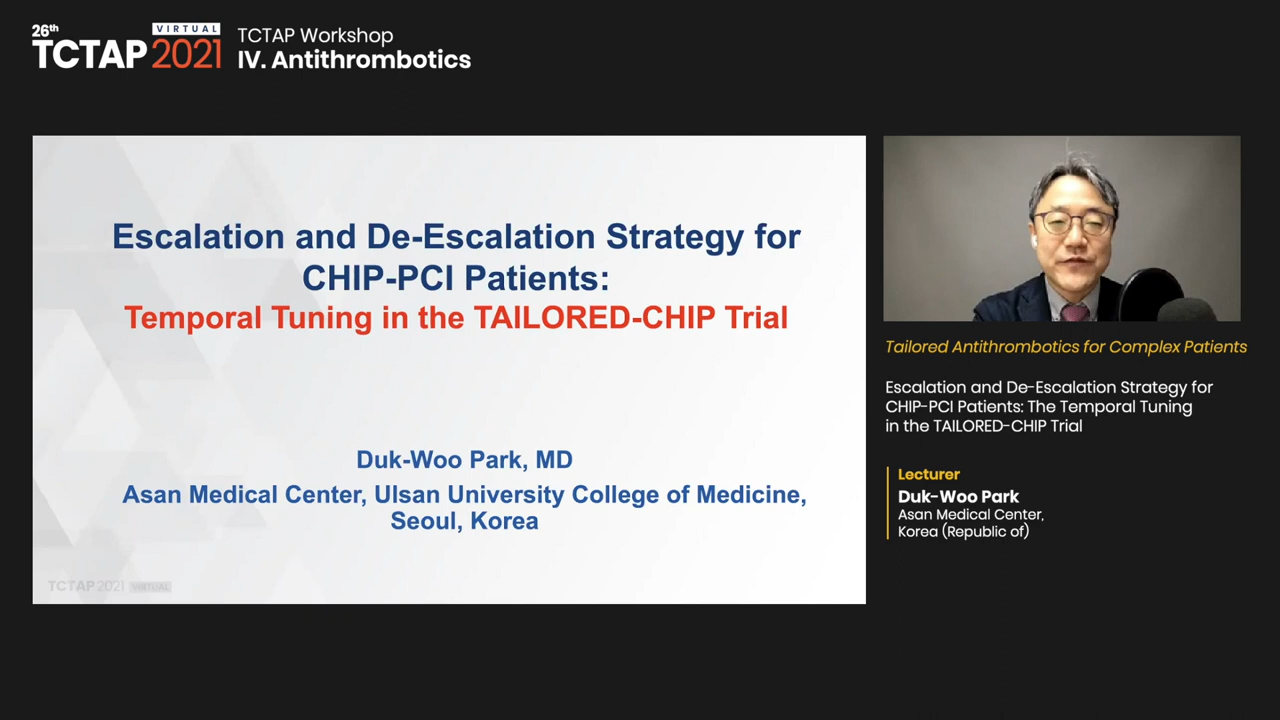 26th
VIRTUAL
TCTAP 2021
TCTAP Workshop
IV. Antithrombotics
Escalation and De-Escalation Strategy for
CHIP-PCI Patients:
Temporal Tuning in the TAILORED-CHIP Trial
Duk-Woo Park, MD
Asan Medical Center, Ulsan University College of Medicine,
Seoul, Korea
TCTAP 2021 VIRTUAL
Tailored Antithrombotics for Complex Patients
Escalation and De-Escalation Strategy for
CHIP-PCI Patients: The Temporal Tuning
in the TAILORED-CHIP Trial
Lecturer
Duk-Woo Park
Asan Medical Center,
Korea (Republic of)